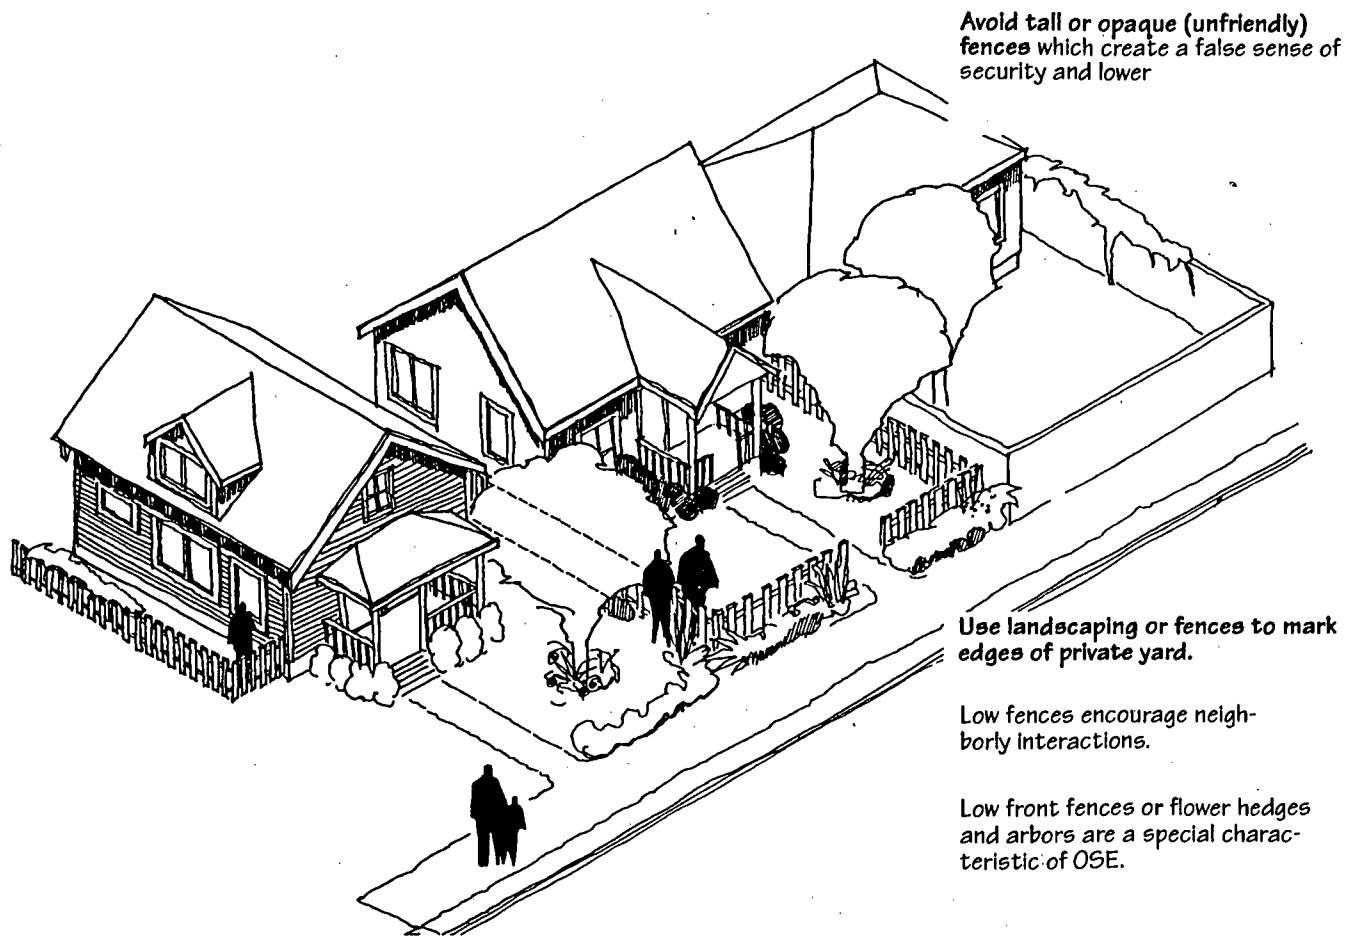 Avoid tall or opaque (unfriendly)
fences which create a false sense of
security and lower
Use landscaping or fences to mark
edges of private yard.
Low fences encourage neigh-
borly interactions.
Low front fences or flower hedges
and arbors are a special charac-
teristic of OSE.